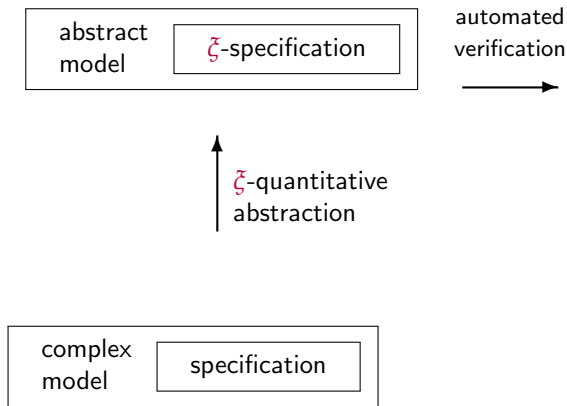 abstract
model
ξ-specification
automated
verification
ξ-quantitative
abstraction
complex
model
specification